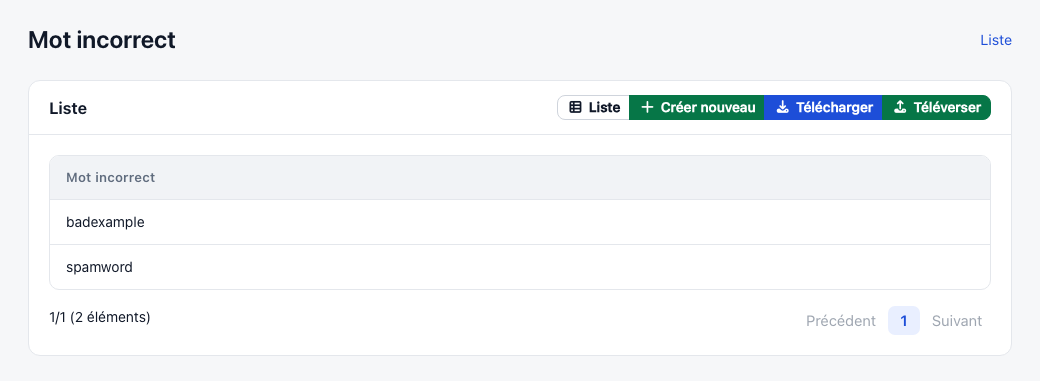 Mot incorrect
Liste
Liste
Liste
Créer nouveau
Télécharger
Téléverser
Mot incorrect
badexample
spamword
1/1 (2 éléments)
Précédent 1 Suivant